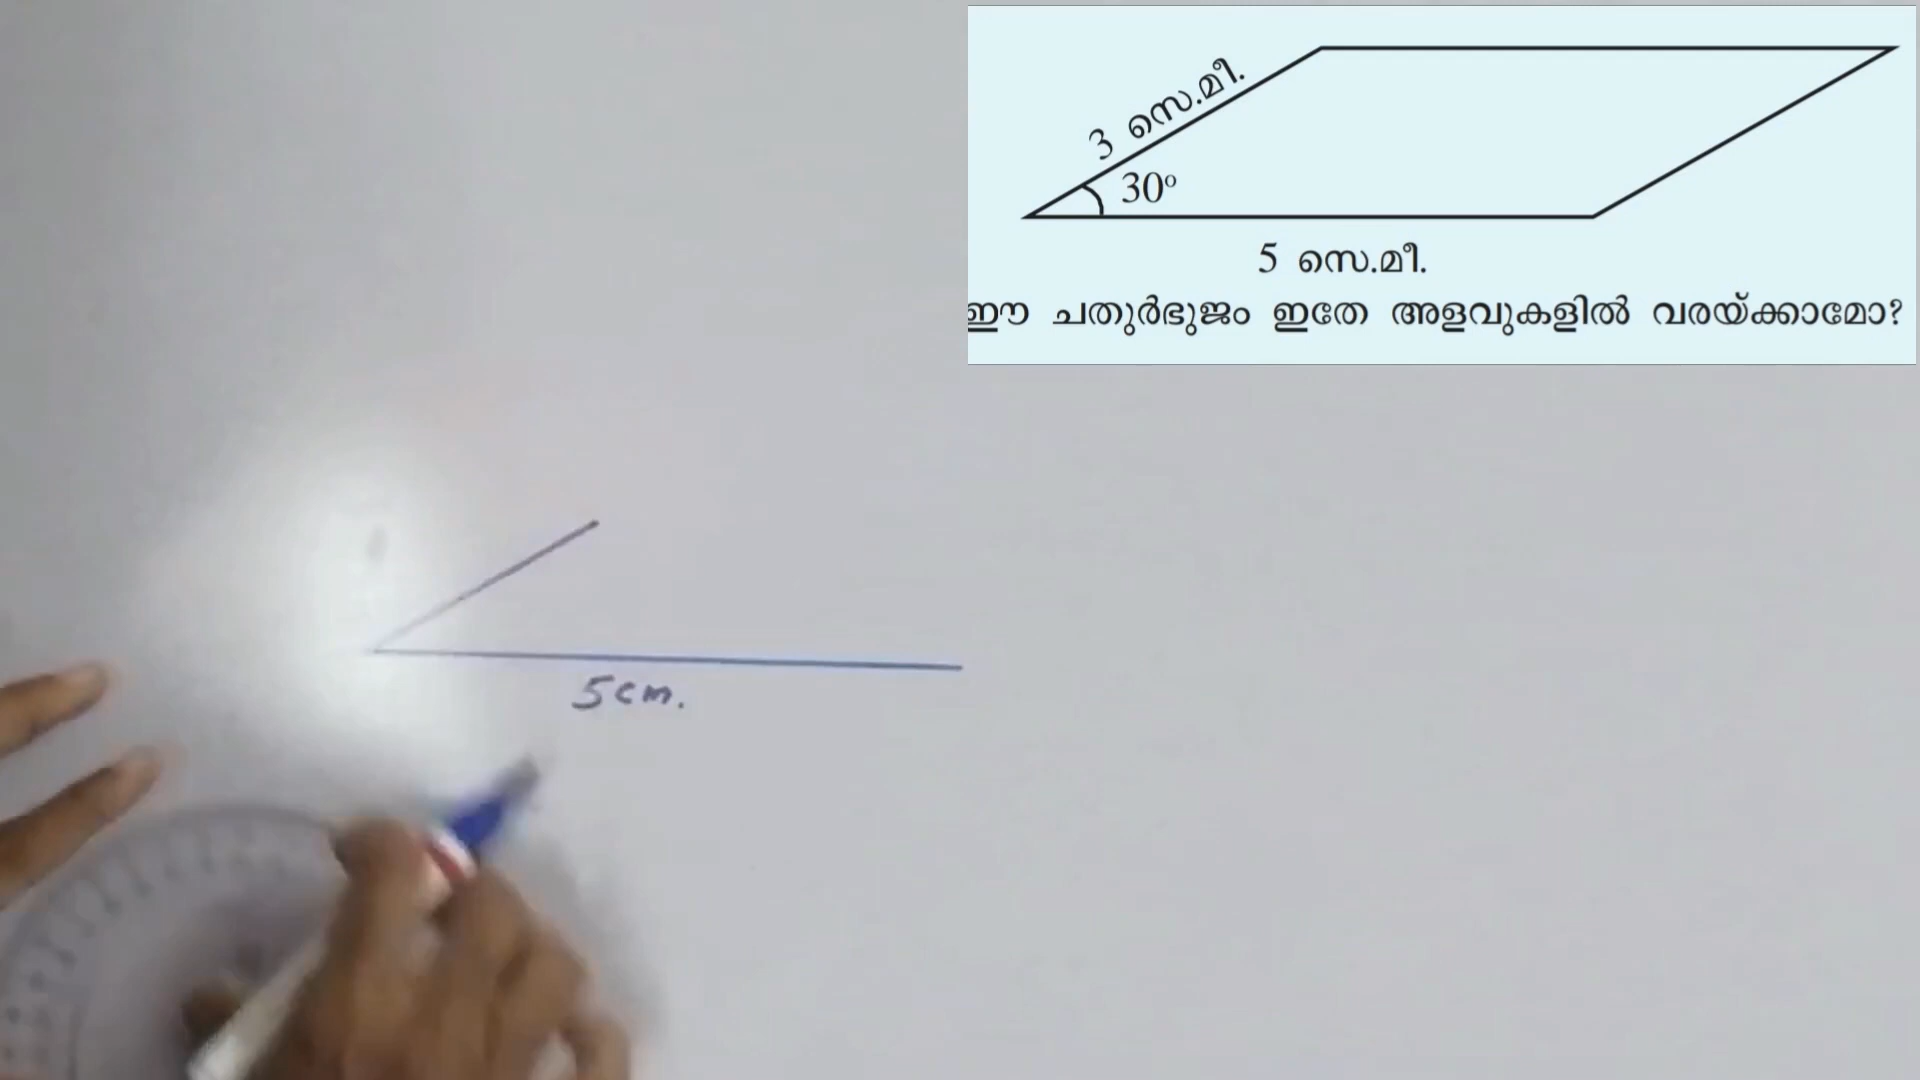 3 സെ.മീ.
30°
5 സെ.മീ.
ഈ ചതുർഭുജം ഇതേ അളവുകളിൽ വരയ്ക്കാമോ?
5cm.